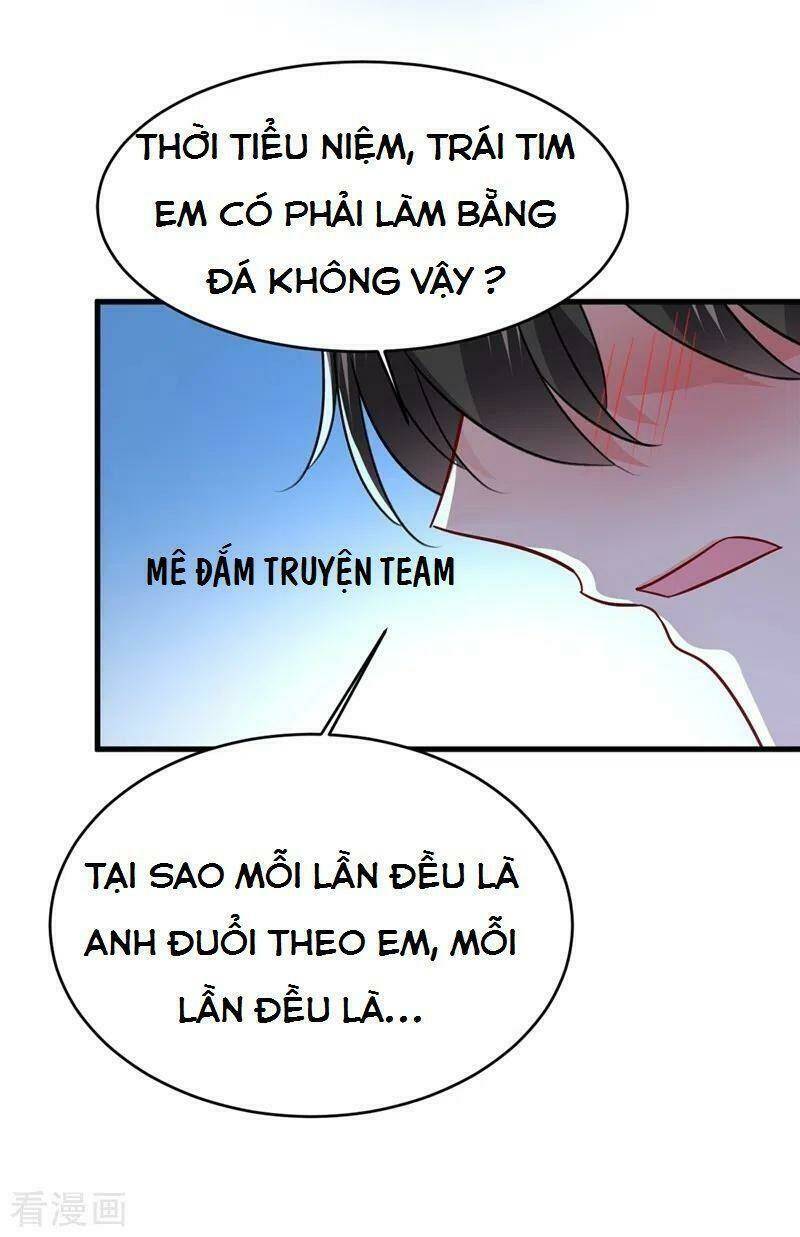 THỜI TIỂU NIỆM, TRÁI TIM
EM CÓ PHẢI LÀM BẰNG
ĐÁ KHÔNG VẬY ?
MÊ ĐẮM TRUYỆN TEAM
TẠI SAO MỖI LẦN ĐỀU LÀ
ANH ĐUỔI THEO EM, MỖI
LẦN ĐỀU LÀ...
看漫画